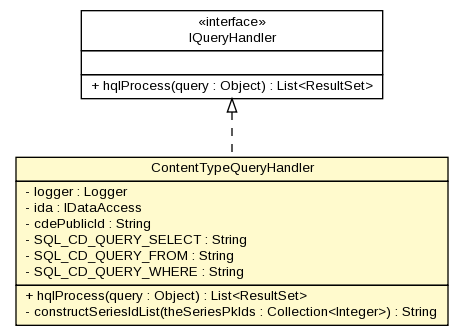 «interface»
IQueryHandler
+ hqlProcess(query : Object) : List<ResultSet>
ContentTypeQueryHandler
- logger : Logger
- ida : IDataAccess
- cdePublicId : String
- SQL_CD_QUERY_SELECT : String
- SQL_CD_QUERY_FROM : String
- SQL_CD_QUERY_WHERE : String
+ hqlProcess(query : Object) : List<ResultSet>
- constructSeriesIdList(theSeriesPkIds : Collection<Integer>) : String